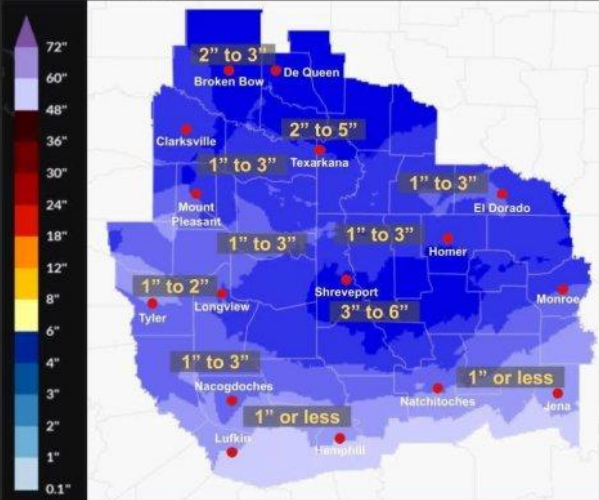 72"
60"
48"
36"
30"
24"
18"
12"
8"
6"
4"
3"
2"
1"
0.1"
2” to 3”
Broken Bow
De Queen
Clarksville
2” to 5”
Texarkana
1” to 3”
Mount
Pleasant
1” to 3”
El Dorado
1” to 3”
1” to 3”
Homer
1” to 2”
Tyler
Longview
Shreveport
3” to 6”
Monroe
1” to 3”
Nacogdoches
Natchitoches
1” or less
Jena
1” or less
Lufkin
Hemphill